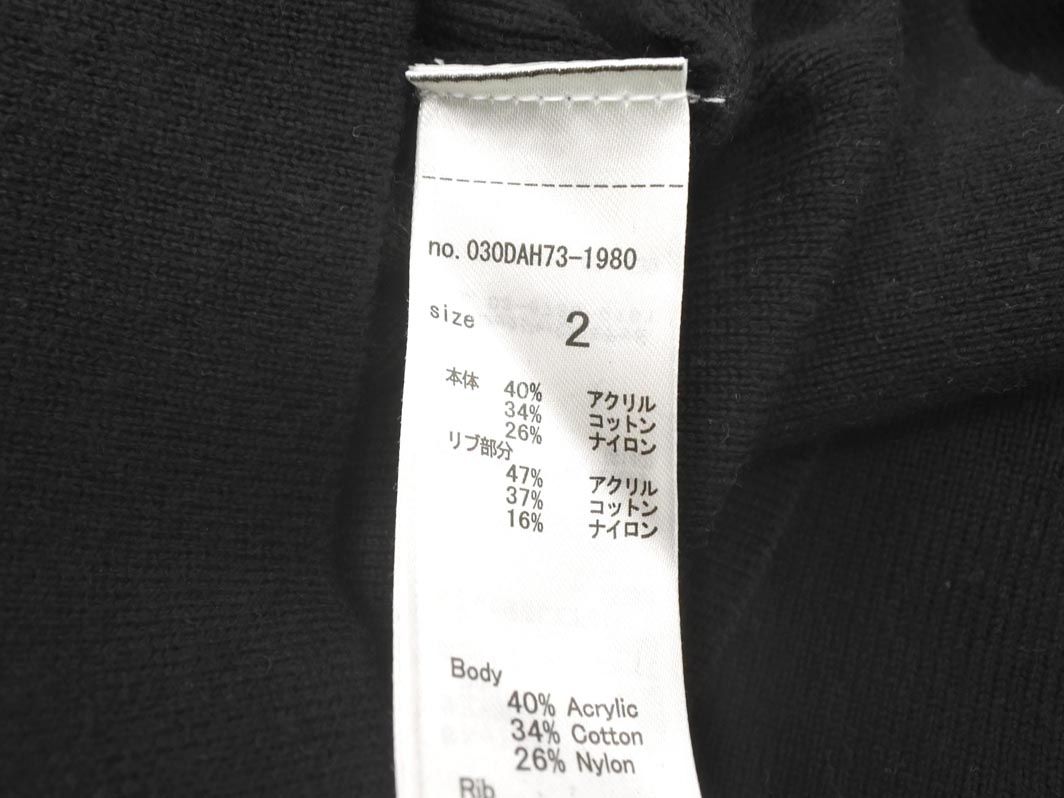 no. 030DAH73-1980
size 2
本体 40% アクリル
34% コットン
26% ナイロン
リブ部分
47% アクリル
37% コットン
16% ナイロン
Body
40% Acrylic
34% Cotton
26% Nylon
Rib